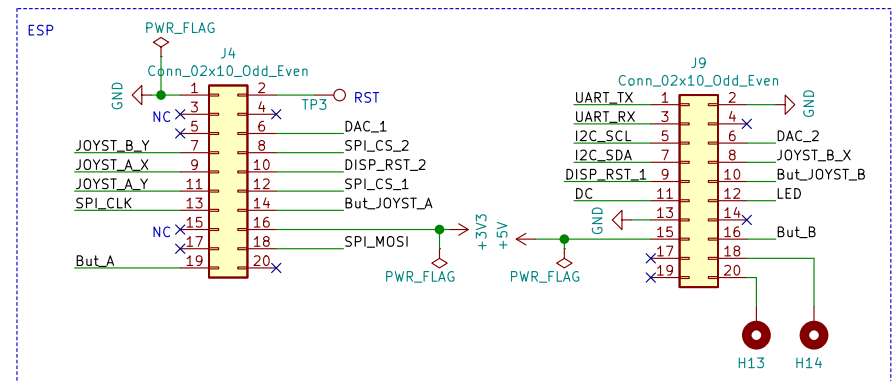 ESP
PWR_FLAG
J4
Conn_02x10_Odd_Even
GND
1 2
TP3 RST
NC 3 4
5 6 DAC_1
JOYST_B_Y 7 8 SPI_CS_2
JOYST_A_X 9 10 DISP_RST_2
JOYST_A_Y 11 12 SPI_CS_1
SPI_CLK 13 14 But_JOYST_A
NC 15 16 +3V3
17 18 SPI_MOSI
But_A 19 20
PWR_FLAG
J9
Conn_02x10_Odd_Even
UART_TX 1 2 GND
UART_RX 3 4
I2C_SCL 5 6 DAC_2
I2C_SDA 7 8 JOYST_B_X
DISP_RST_1 9 10 But_JOYST_B
DC 11 12 LED
GND 13 14
+5V 15 16 But_B
17 18
19 20
PWR_FLAG
H13 H14